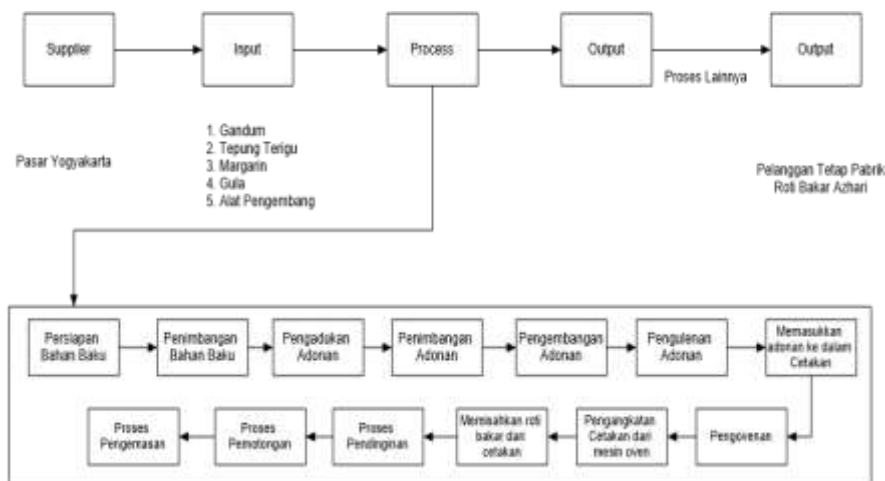 Supplier
Input
Process
Output
Output
Proses Lainnya
Pasar Yogyakarta
1. Gandum
2. Tepung Terigu
3. Margarin
4. Gula
5. Alat Pengembang
Pelanggan Tetap Pabrik
Roti Bakar Azhari
Persiapan
Bahan Baku
Penimbangan
Bahan Baku
Pengadukan
Adonan
Penimbangan
Adonan
Pengembangan
Adonan
Pengulenan
Adonan
Memasukkan
adonan ke dalam
Cetakan
Proses
Pengemasan
Proses
Pemotongan
Proses
Pendinginan
Memisahkan roti
bakar dari
cetakan
Pengangkatan
Cetakan dari
mesin oven
Pengovenan